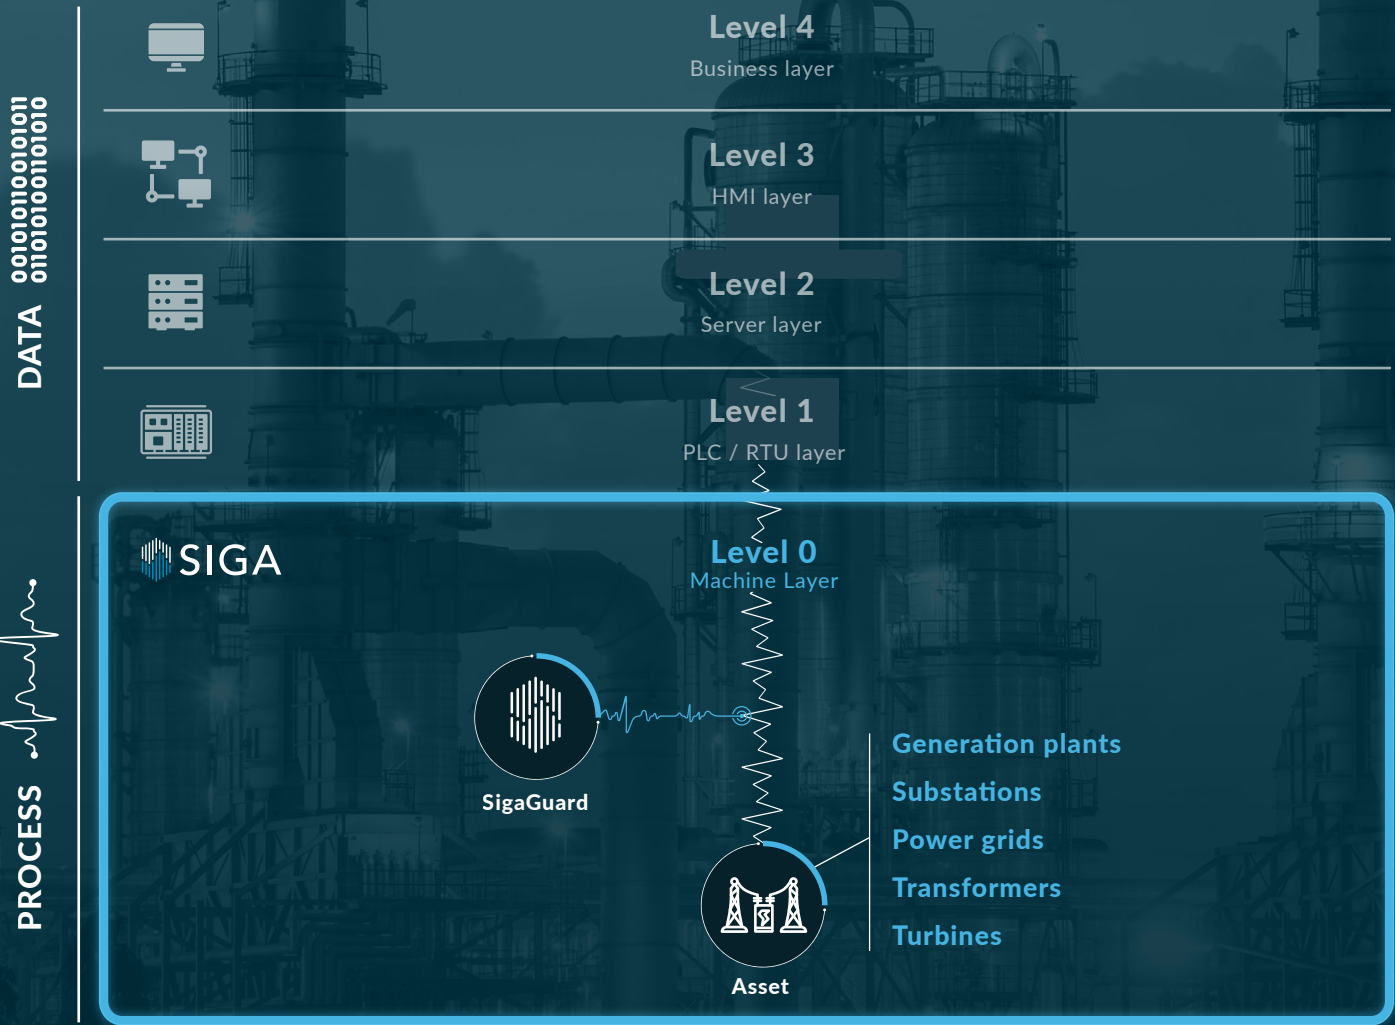 Level 4
Business layer
Level 3
HMI layer
Level 2
Server layer
Level 1
PLC / RTU layer
DATA
0010101100101011
0110101001101010
SIGA
Level 0
Machine Layer
SigaGuard
Generation plants
Substations
Power grids
Transformers
Turbines
Asset
PROCESS